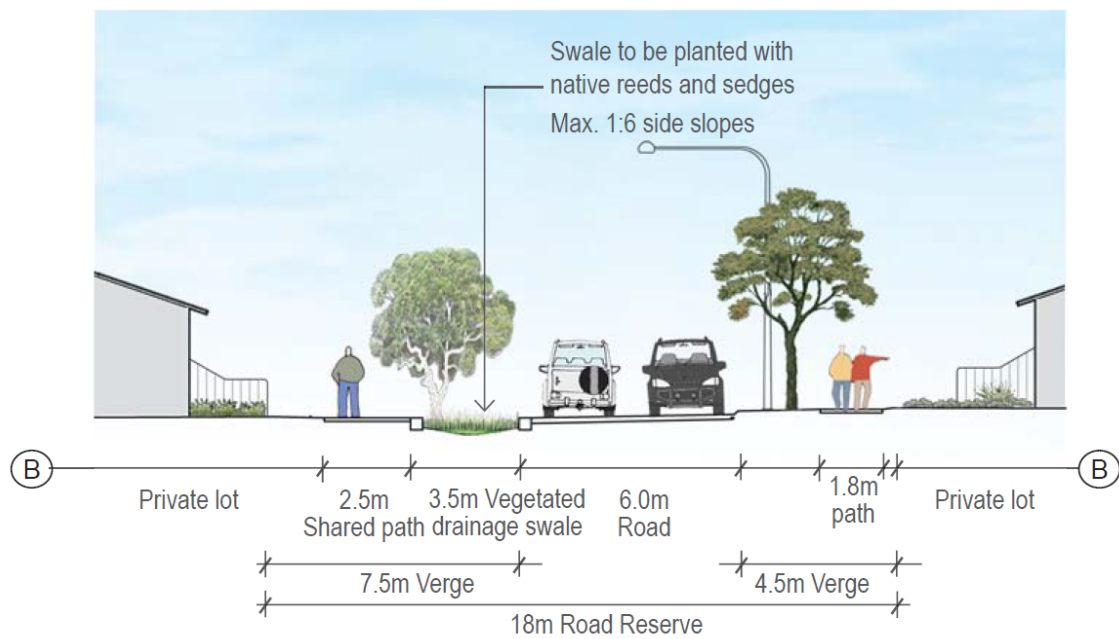 Swale to be planted with
native reeds and sedges
Max. 1:6 side slopes
B
B
Private lot
2.5m
Shared path
3.5m Vegetated
drainage swale
6.0m
Road
1.8m
path
Private lot
7.5m Verge
4.5m Verge
18m Road Reserve